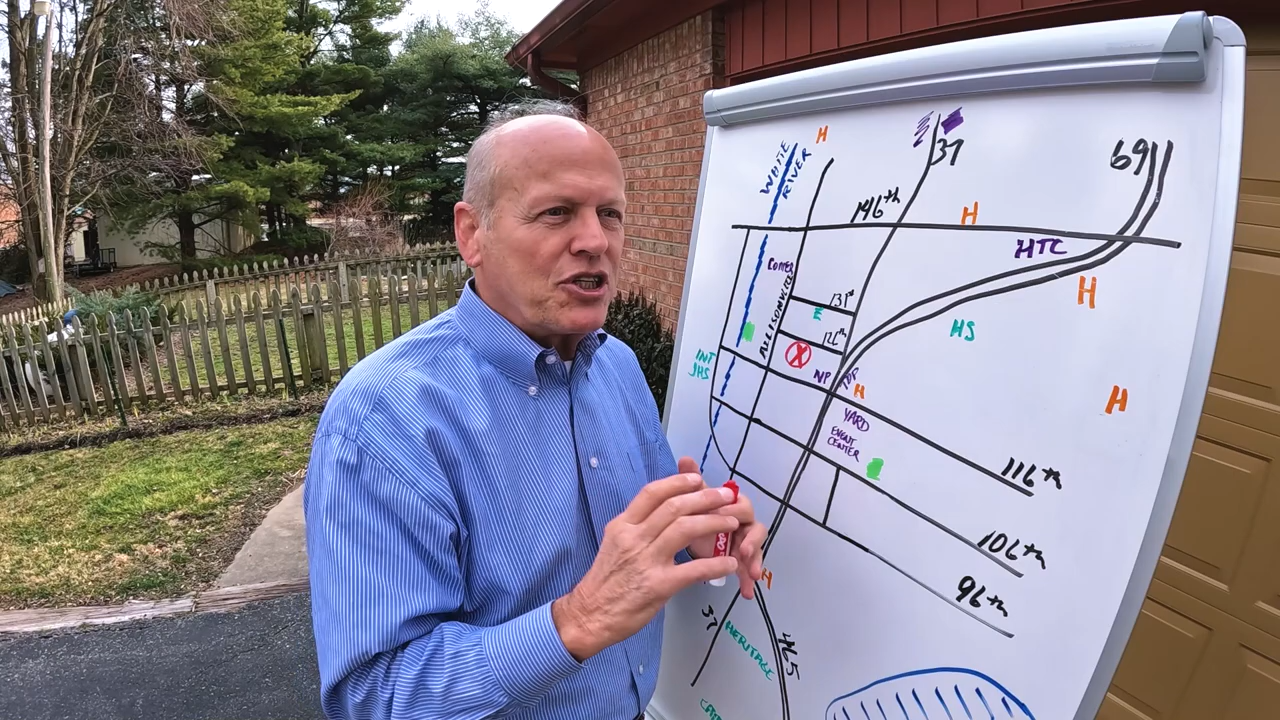 H
37
69
WHITE
RIVER
146th
H
HTC
CONNER
H
ALLISONVILLE
131st
E
HS
126th
INT
JHS
X
NP
TOP
H
H
YARD
EVENT
CENTER
116th
106th
96th
H
37
HERITAGE
465